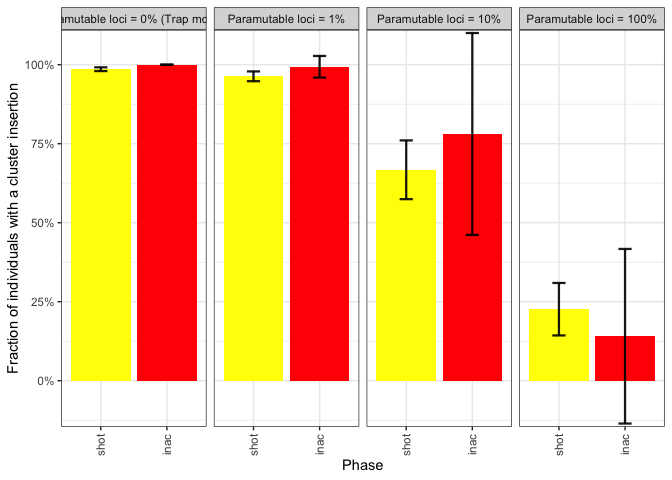 amutable loci = 0% (Trap mo
Paramutable loci = 1%
Paramutable loci = 10%
Paramutable loci = 100%
Fraction of individuals with a cluster insertion
100%
75%
50%
25%
0%
shot
inac
shot
inac
shot
inac
shot
inac
Phase